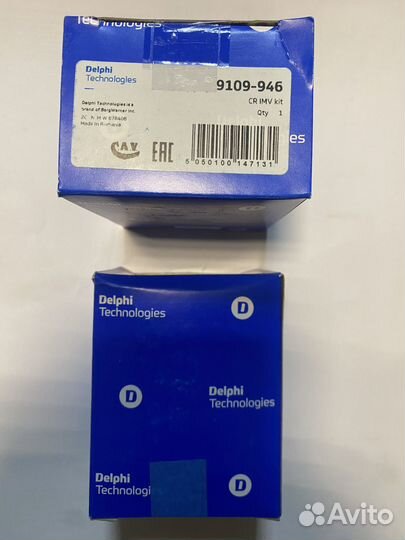 Technologies
Delphi
Technologies
9109-946
CR IMV kit
Qty 1
Delphi Technologies is a
brand of BorgWarner Inc.
Made in Romania
CAV
EAC
5 050100 147131
Delphi
Technologies
D
D
Delphi
Technologies
Delphi
Technologi
D
Avito